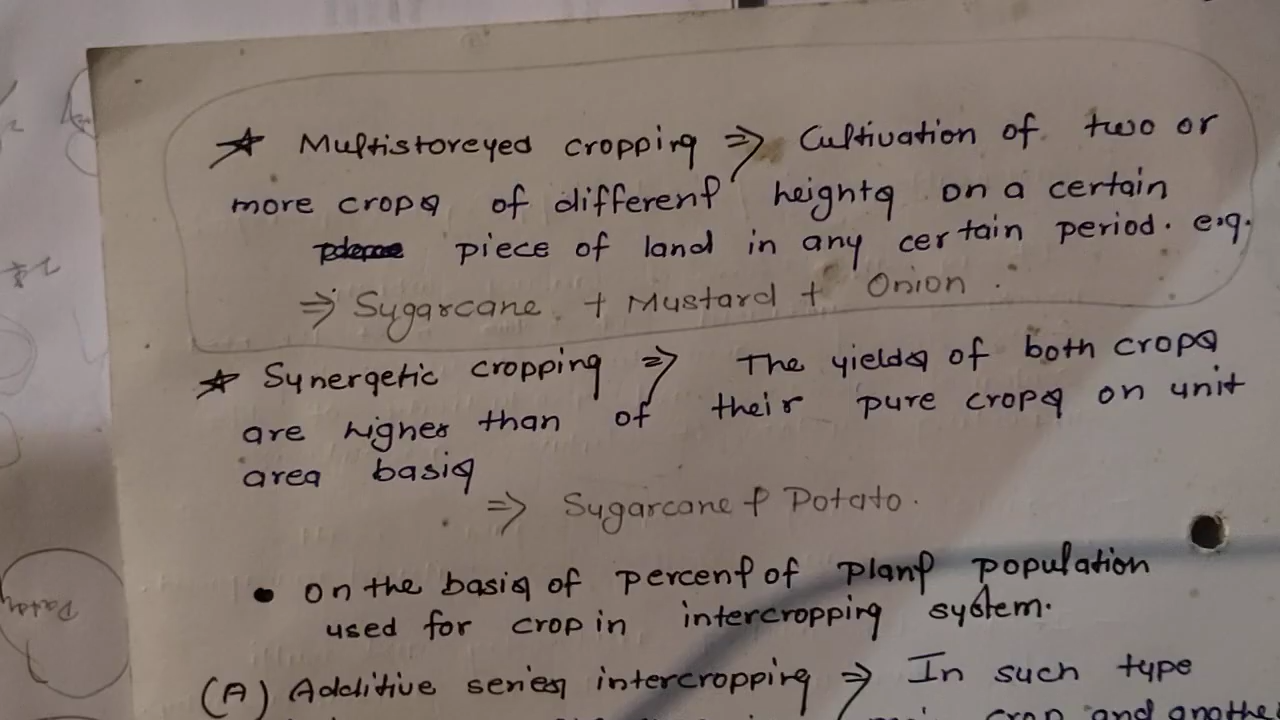 ★ Multistoreyed cropping ⇒ Cultivation of two or
more crops of different heights on a certain
piece of land in any certain period. e.g.
⇒ Sugarcane + Mustard + Onion.
★ Synergetic cropping ⇒ The yields of both crops
are higher than of their pure crops on unit
area basis
⇒ Sugarcane + Potato.
• on the basis of percent of plant population
used for crop in intercropping system.
(A) Additive series intercropping ⇒ In such type
crop and another